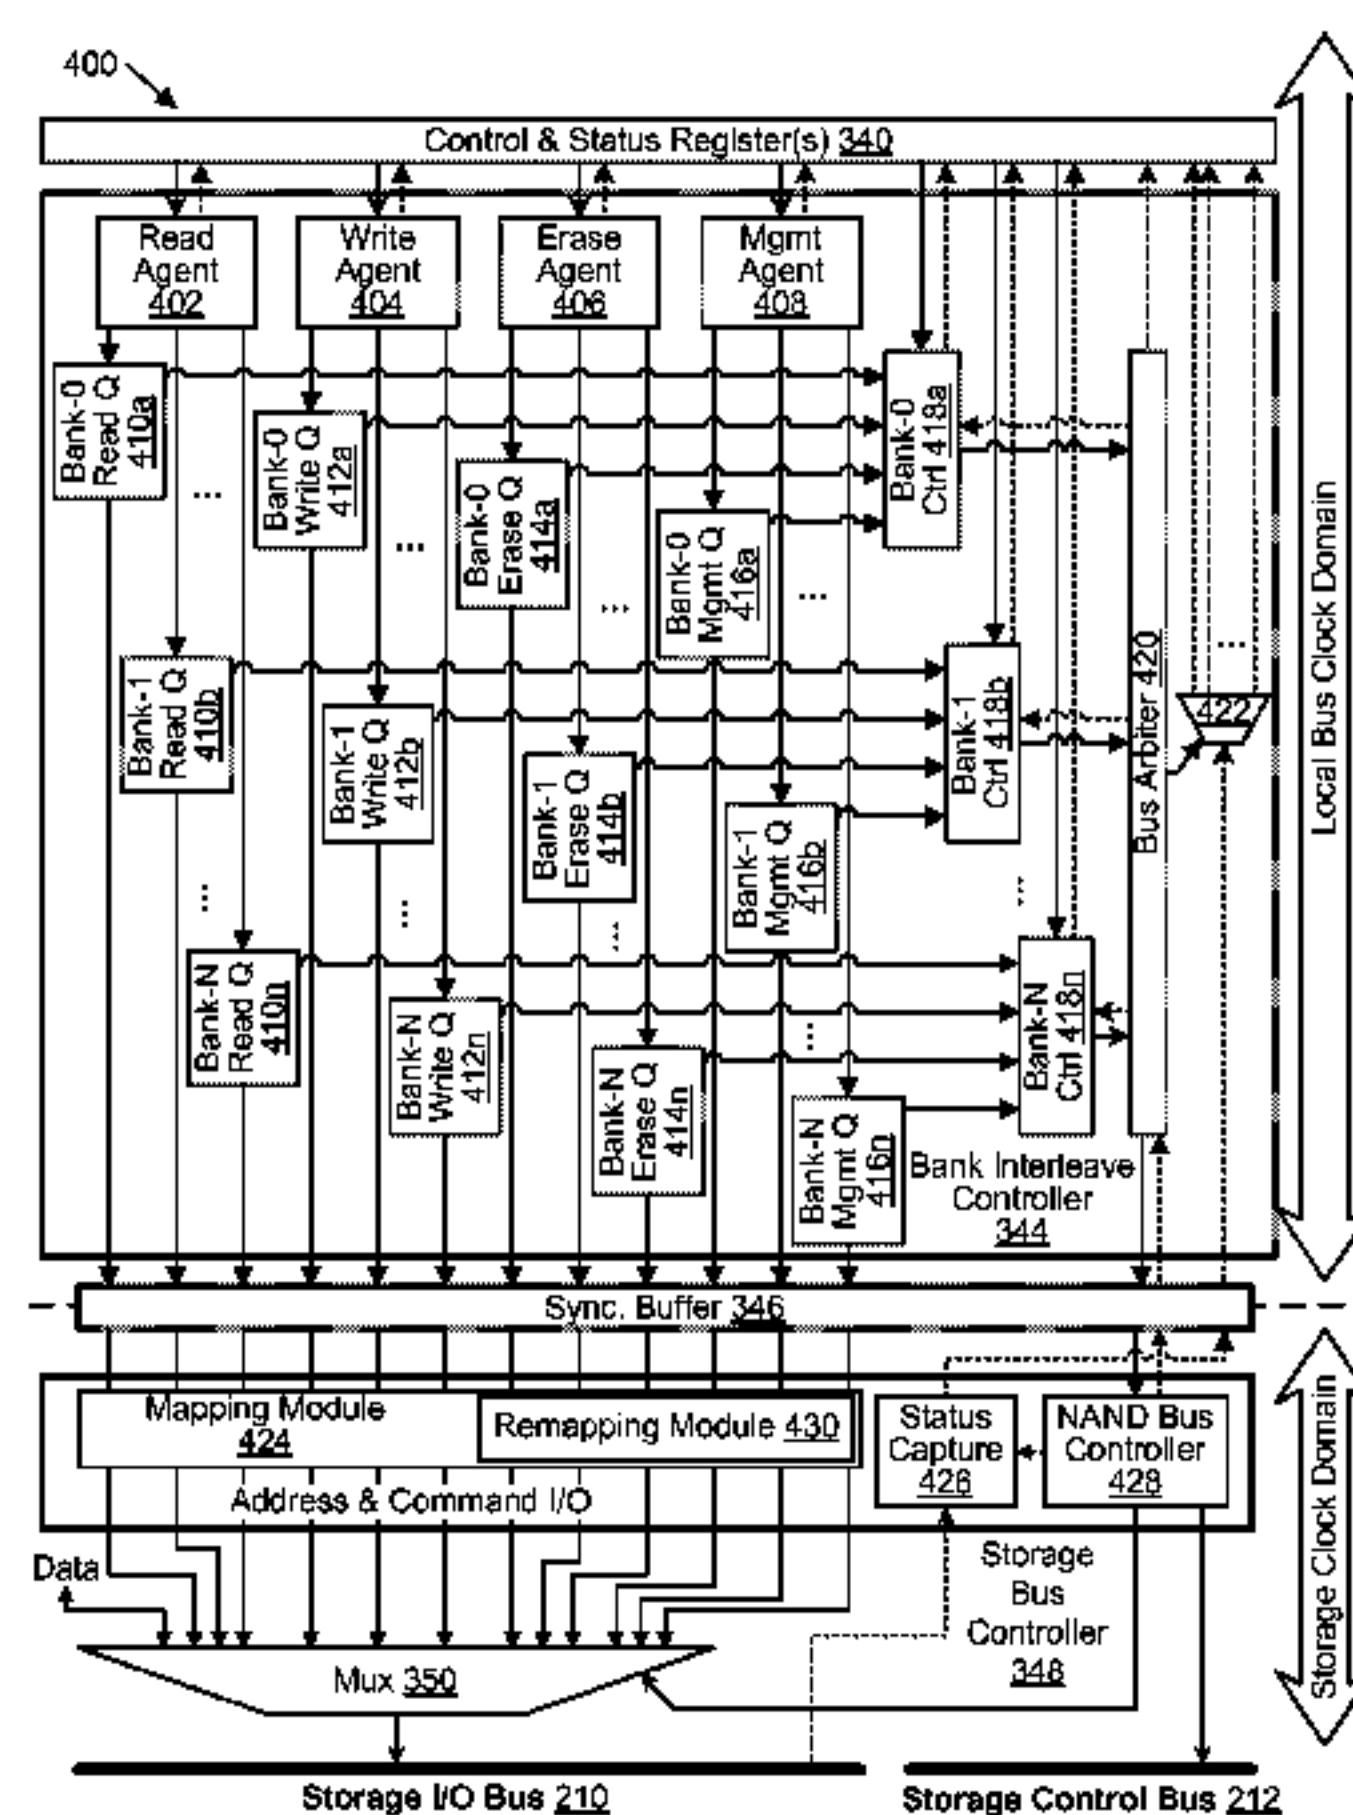 400
Control & Status Register(s) 340
Read
Agent
402
Write
Agent
404
Erase
Agent
406
Mgmt
Agent
408
Bank-0
Read Q
410a
Bank-0
Write Q
412a
Bank-0
Erase Q
414a
Bank-0
Mgmt Q
416a
Bank-0
Ctrl 418a
...
...
...
...
Bank-1
Read Q
410b
Bank-1
Write Q
412b
Bank-1
Erase Q
414b
Bank-1
Mgmt Q
416b
Bank-1
Ctrl 418b
Bus Arbiter 420
...
422
...
...
...
...
...
Bank-N
Read Q
410n
Bank-N
Write Q
412n
Bank-N
Erase Q
414n
Bank-N
Mgmt Q
416n
Bank-N
Ctrl 418n
Bank Interleave
Controller
344
Local Bus Clock Domain
Sync. Buffer 346
Mapping Module
424
Remapping Module 430
Status
Capture
426
NAND Bus
Controller
428
Address & Command I/O
Storage Clock Domain
Data
Storage
Bus
Controller
348
Mux 350
Storage I/O Bus 210
Storage Control Bus 212